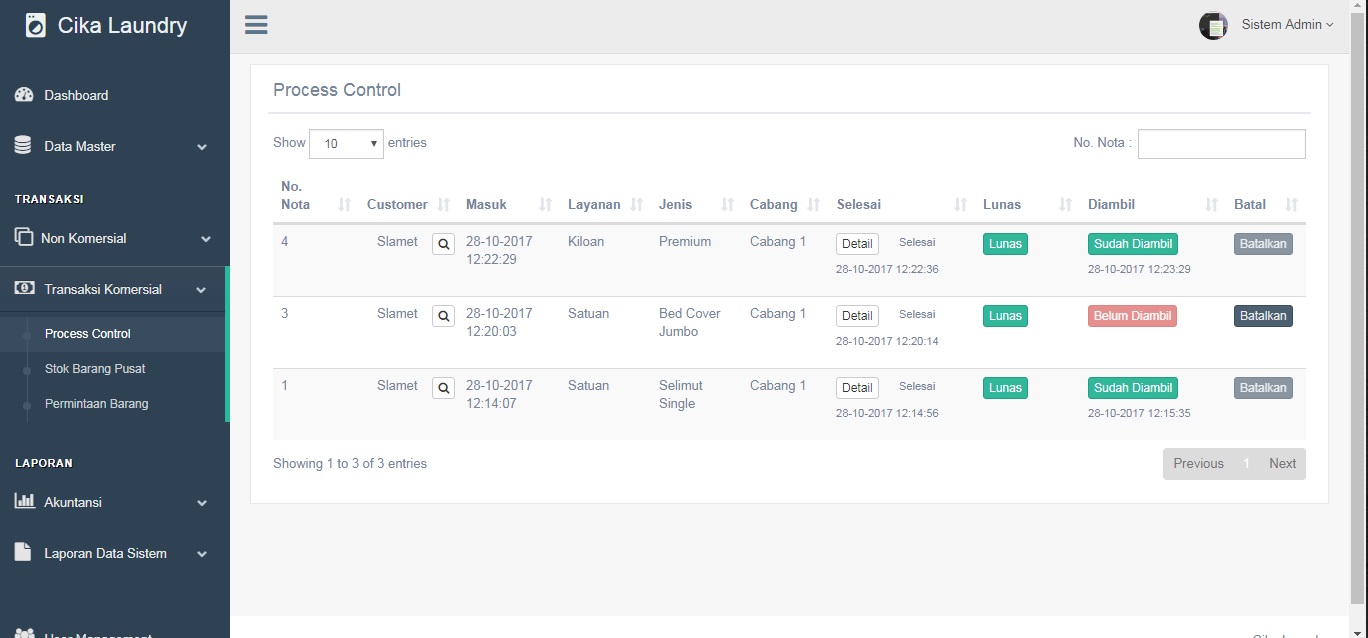 Cika Laundry
Sistem Admin
Dashboard
Data Master
TRANSAKSI
Non Komersial
Transaksi Komersial
Process Control
Stok Barang Pusat
Permintaan Barang
LAPORAN
Akuntansi
Laporan Data Sistem
Process Control
Show 10 entries
No. Nota :
No. Nota Customer Masuk Layanan Jenis Cabang Selesai Lunas Diambil Batal
4 Slamet 28-10-2017 Kiloan Premium Cabang 1 Detail Selesai Lunas Sudah Diambil Batalkan
12:22:29 28-10-2017 12:22:36 28-10-2017 12:23:29
3 Slamet 28-10-2017 Satuan Bed Cover Cabang 1 Detail Selesai Lunas Belum Diambil Batalkan
12:20:03 Jumbo 28-10-2017 12:20:14
1 Slamet 28-10-2017 Satuan Selimut Cabang 1 Detail Selesai Lunas Sudah Diambil Batalkan
12:14:07 Single 28-10-2017 12:14:56 28-10-2017 12:15:35
Showing 1 to 3 of 3 entries
Previous 1 Next